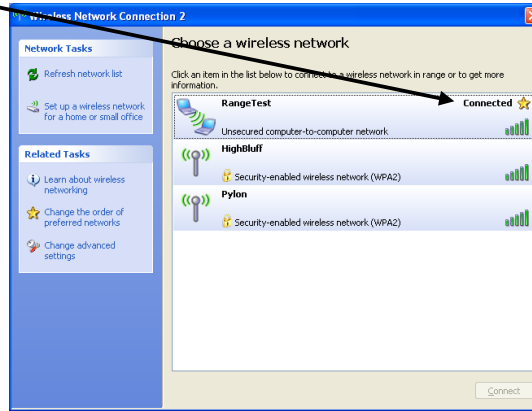 Wireless Network Connection 2
Network Tasks
Refresh network list
Set up a wireless network
for a home or small office
Related Tasks
Learn about wireless
networking
Change the order of
preferred networks
Change advanced
settings
Choose a wireless network
Click an item in the list below to connect to a wireless network in range or to get more
information.
RangeTest
Connected
Unsecured computer-to-computer network
HighBluff
Security-enabled wireless network (WPA2)
Pylon
Security-enabled wireless network (WPA2)
Connect